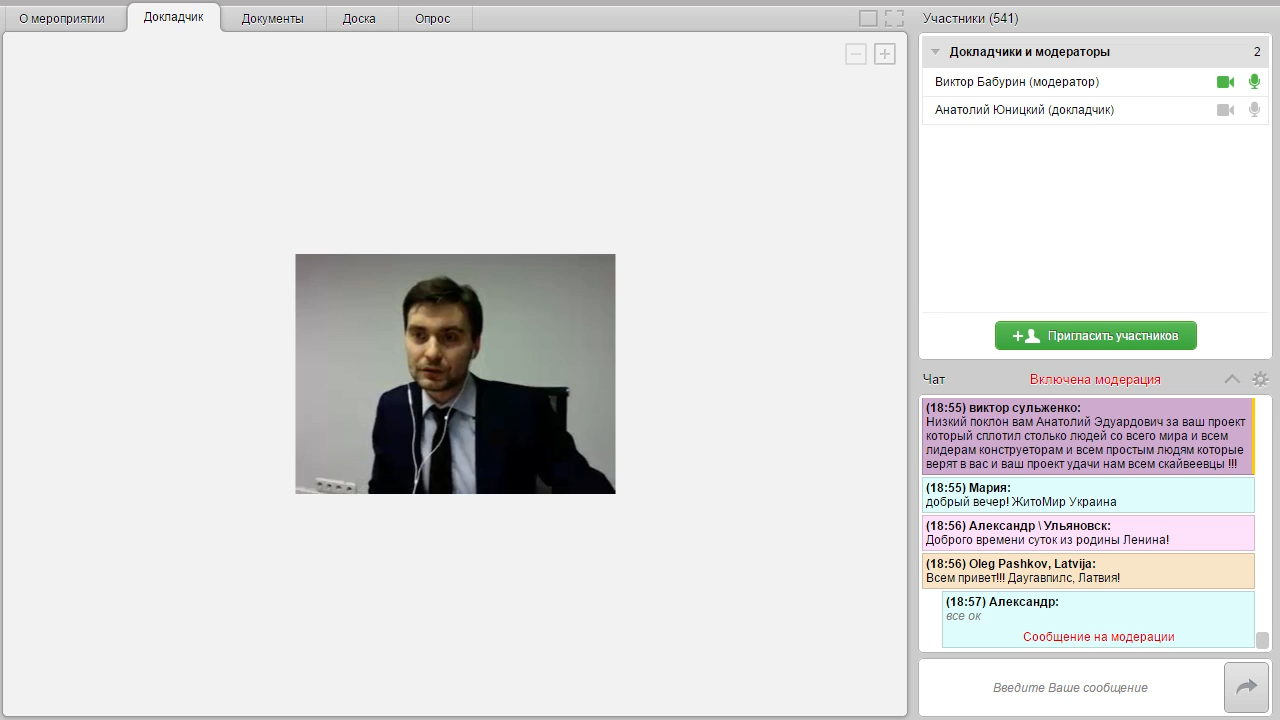 О мероприятии
Докладчик
Документы
Доска
Опрос
Участники (541)
Докладчики и модераторы
2
Виктор Бабурин (модератор)
Анатолий Юницкий (докладчик)
Пригласить участников
Чат
Включена модерация
(18:55) виктор сульженко:
Низкий поклон вам Анатолий Эдуардович за ваш проект
который сплотил столько людей со всего мира и всем
лидерам конструеторам и всем простым людям которые
верят в вас и ваш проект удачи нам всем скайвеевцы !!!
(18:55) Мария:
добрый вечер! ЖитоМир Украина
(18:56) Александр \ Ульяновск:
Доброго времени суток из родины Ленина!
(18:56) Oleg Pashkov, Latvija:
Всем привет!!! Даугавпилс, Латвия!
(18:57) Александр:
все ок
Сообщение на модерации
Введите Ваше сообщение